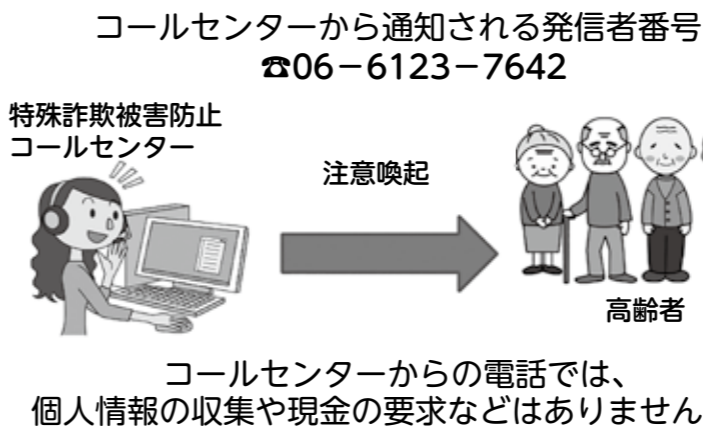 コールセンターから通知される発信者番号
☎06－6123－7642
特殊詐欺被害防止
コールセンター
注意喚起
高齢者
コールセンターからの電話では、
個人情報の収集や現金の要求などはありません